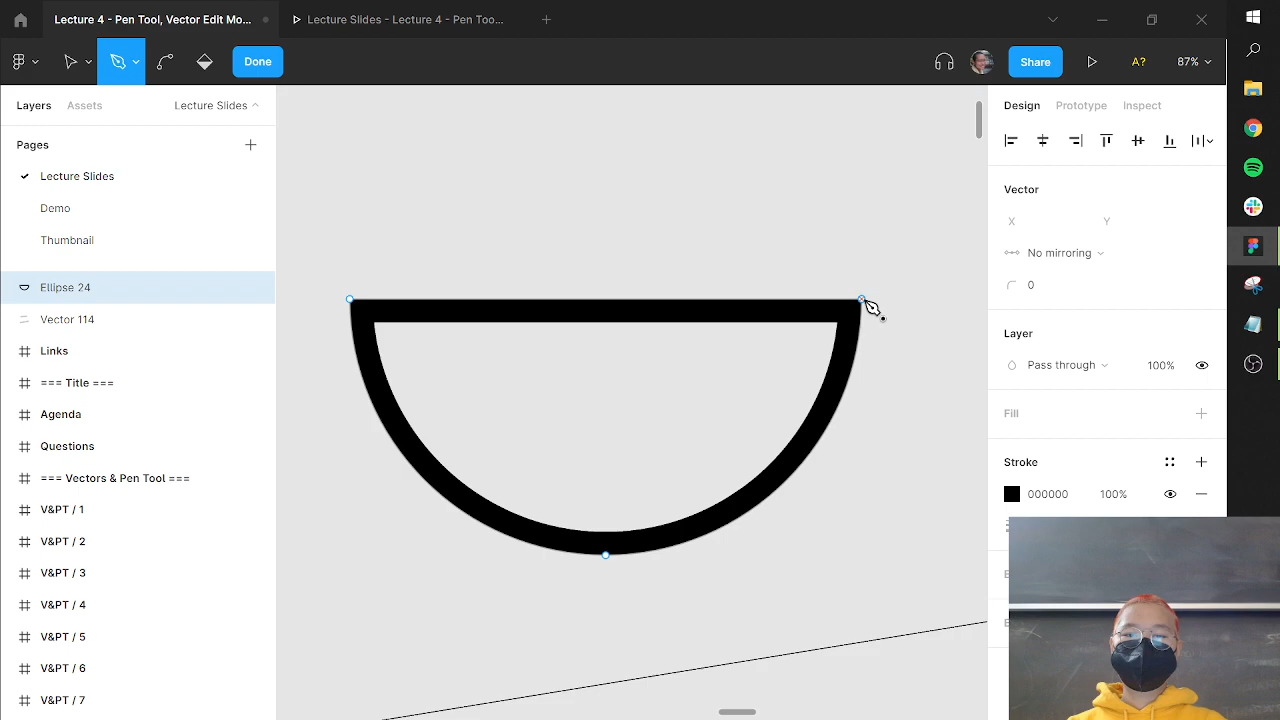 Lecture 4 - Pen Tool, Vector Edit Mo...
Lecture Slides - Lecture 4 - Pen Too...
Done
Share
A?
87%
Layers
Assets
Lecture Slides
Design
Prototype
Inspect
Pages
Lecture Slides
Demo
Thumbnail
Ellipse 24
Vector 114
Links
=== Title ===
Agenda
Questions
=== Vectors & Pen Tool ===
V&PT / 1
V&PT / 2
V&PT / 3
V&PT / 4
V&PT / 5
V&PT / 6
V&PT / 7
Vector
X
Y
No mirroring
0
Layer
Pass through
100%
Fill
Stroke
000000
100%